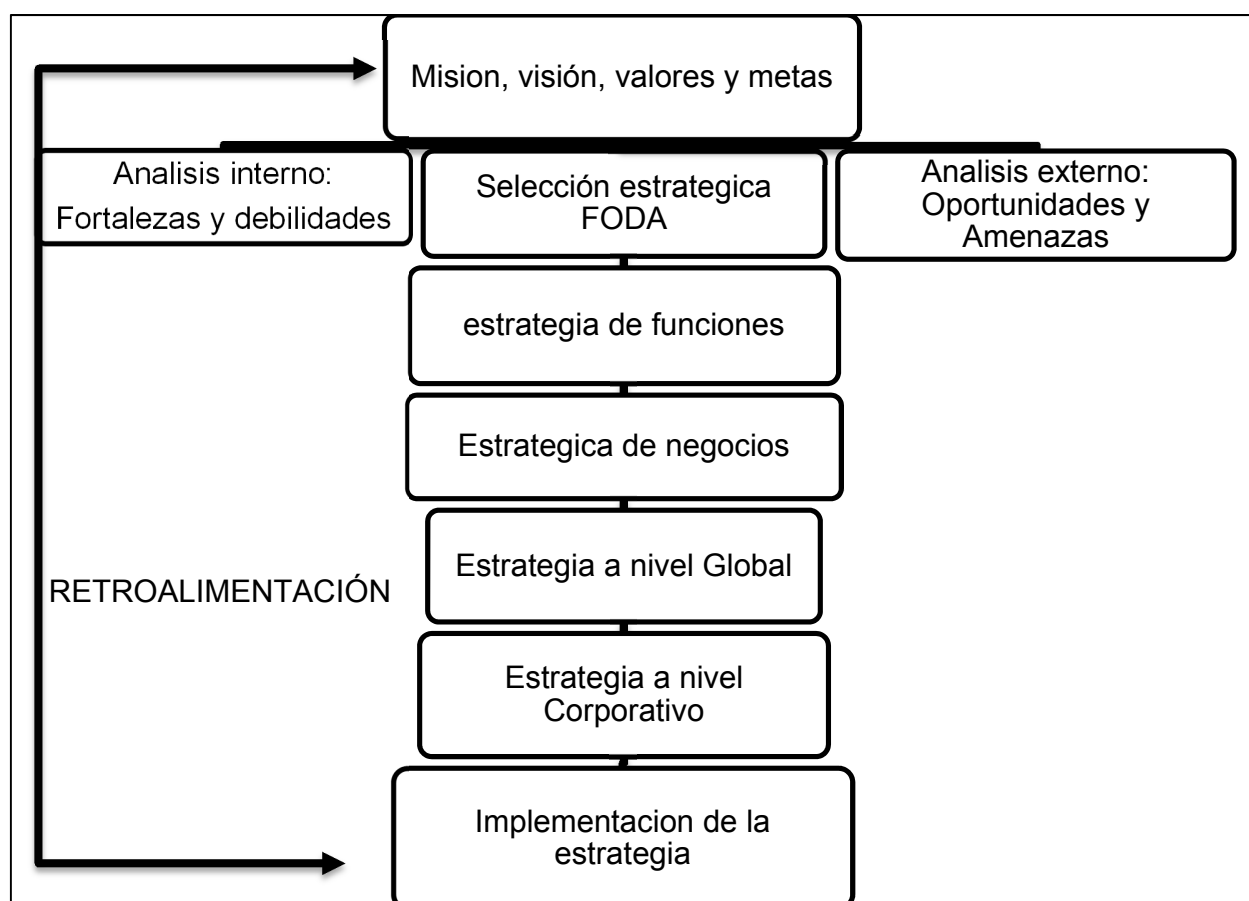 Mision, visión, valores y metas
Analisis interno:
Fortalezas y debilidades
Selección estrategica
FODA
Analisis externo:
Oportunidades y
Amenazas
estrategia de funciones
Estrategica de negocios
Estrategia a nivel Global
RETROALIMENTACIÓN
Estrategia a nivel
Corporativo
Implementacion de la
estrategia